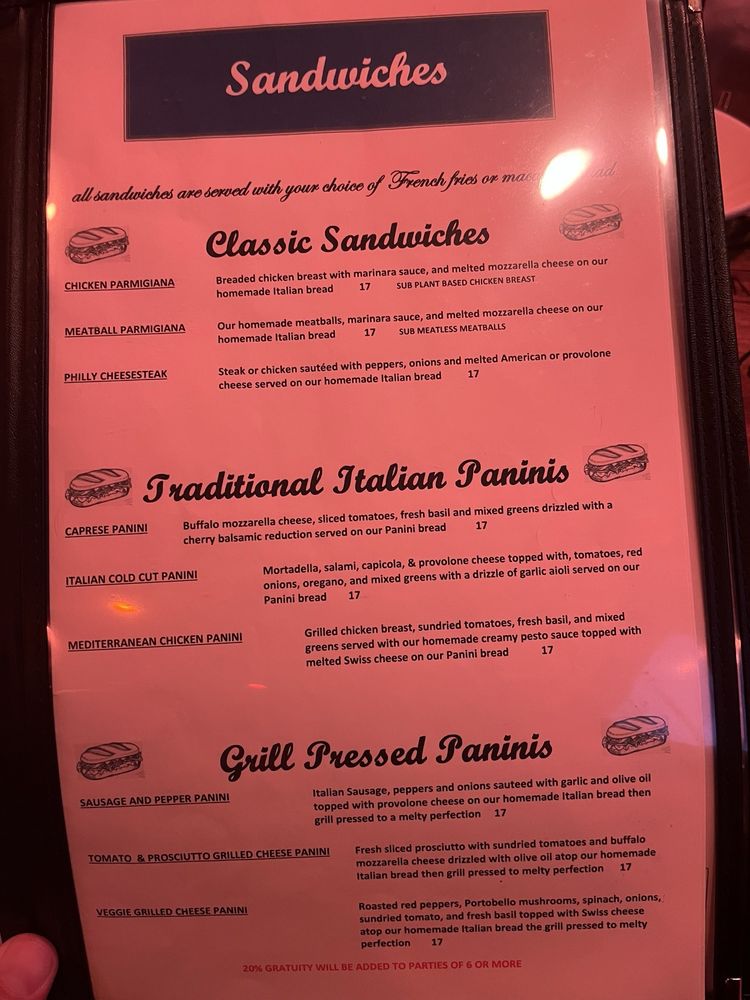 Sandwiches
all sandwiches are served with your choice of French fries or
Classic Sandwiches
CHICKEN PARMIGIANA
Breaded chicken breast with marinara sauce, and melted mozzarella cheese on our
homemade Italian bread 17 SUB PLANT BASED CHICKEN BREAST
MEATBALL PARMIGIANA
Our homemade meatballs, marinara sauce, and melted mozzarella cheese on our
homemade Italian bread 17 SUB MEATLESS MEATBALLS
PHILLY CHEESESTEAK
Steak or chicken sautéed with peppers, onions and melted American or provolone
cheese served on our homemade Italian bread 17
Traditional Italian Paninis
CAPRESE PANINI
Buffalo mozzarella cheese, sliced tomatoes, fresh basil and mixed greens drizzled with a
cherry balsamic reduction served on our Panini bread 17
ITALIAN COLD CUT PANINI
Mortadella, salami, capicola, & provolone cheese topped with, tomatoes, red
onions, oregano, and mixed greens with a drizzle of garlic aioli served on our
Panini bread 17
MEDITERRANEAN CHICKEN PANINI
Grilled chicken breast, sundried tomatoes, fresh basil, and mixed
greens served with our homemade creamy pesto sauce topped with
melted Swiss cheese on our Panini bread 17
Grill Pressed Paninis
SAUSAGE AND PEPPER PANINI
Italian Sausage, peppers and onions sauteed with garlic and olive oil
topped with provolone cheese on our homemade Italian bread then
grill pressed to a melty perfection 17
TOMATO & PROSCIUTTO GRILLED CHEESE PANINI
Fresh sliced prosciutto with sundried tomatoes and buffalo
mozzarella cheese drizzled with olive oil atop our homemade
Italian bread then grill pressed to melty perfection 17
VEGGIE GRILLED CHEESE PANINI
Roasted red peppers, Portobello mushrooms, spinach, onions,
sundried tomato, and fresh basil topped with Swiss cheese
atop our homemade Italian bread the grill pressed to melty
perfection 17
20% GRATUITY WILL BE ADDED TO PARTIES OF 6 OR MORE